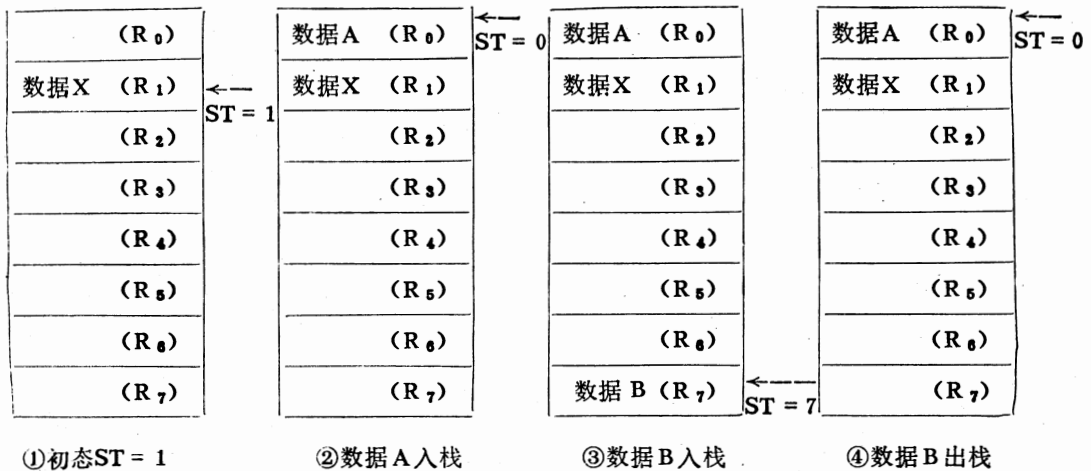 (R₀) 数据A (R₀) ST = 0 数据A (R₀) 数据A (R₀) ST = 0
数据X (R₁) ST = 1 数据X (R₁) 数据X (R₁) 数据X (R₁)
(R₂) (R₂) (R₂) (R₂)
(R₃) (R₃) (R₃) (R₃)
(R₄) (R₄) (R₄) (R₄)
(R₅) (R₅) (R₅) (R₅)
(R₆) (R₆) (R₆) (R₆)
(R₇) (R₇) 数据 B (R₇) ST = 7 (R₇)
①初态ST = 1 ②数据A入栈 ③数据B入栈 ④数据B出栈